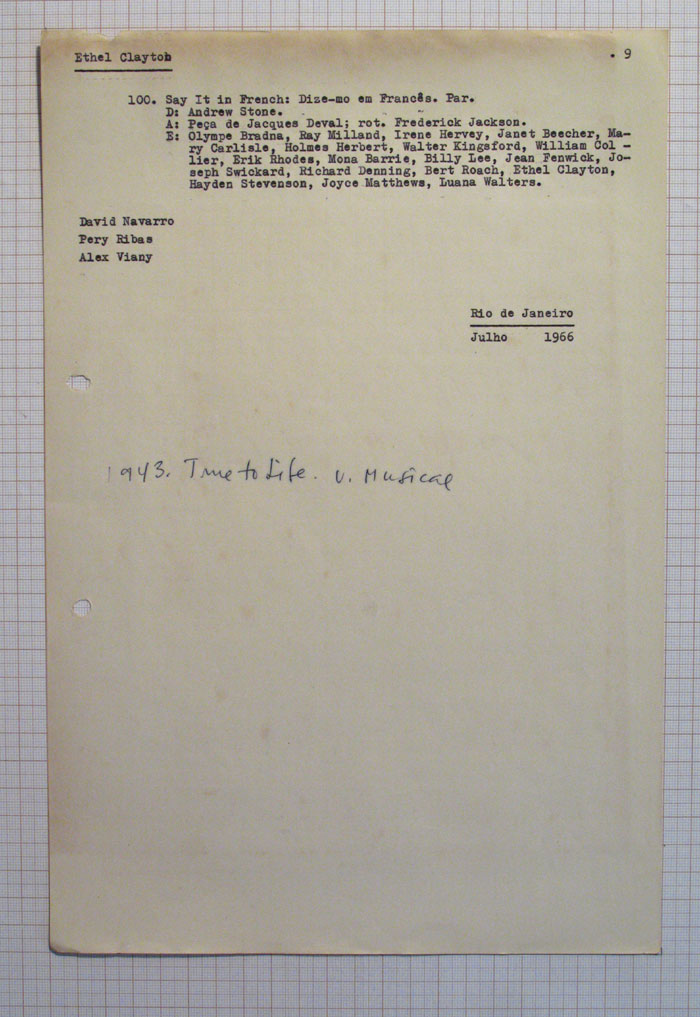 Ethel Clayton
. 9
100. Say It in French: Dize-mo em Francês. Par.
D: Andrew Stone.
A: Peça de Jacques Deval; rot. Frederick Jackson.
E: Olympe Bradna, Ray Milland, Irene Hervey, Janet Beecher, Ma-
ry Carlisle, Holmes Herbert, Walter Kingsford, William Col -
lier, Erik Rhodes, Mona Barrie, Billy Lee, Jean Fenwick, Jo-
seph Swickard, Richard Denning, Bert Roach, Ethel Clayton,
Hayden Stevenson, Joyce Matthews, Luana Walters.
David Navarro
Pery Ribas
Alex Viany
Rio de Janeiro
Julho 1966
1943. True to Life. v. Musical